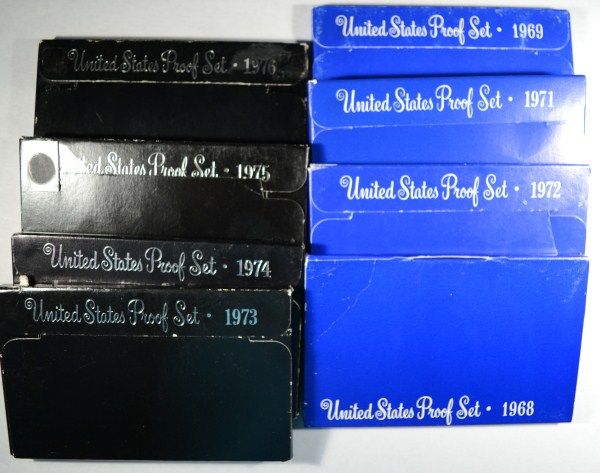 United States Proof Set · 1976
United States Proof Set · 1975
United States Proof Set · 1974
United States Proof Set · 1973
United States Proof Set · 1969
United States Proof Set · 1971
United States Proof Set · 1972
United States Proof Set · 1968